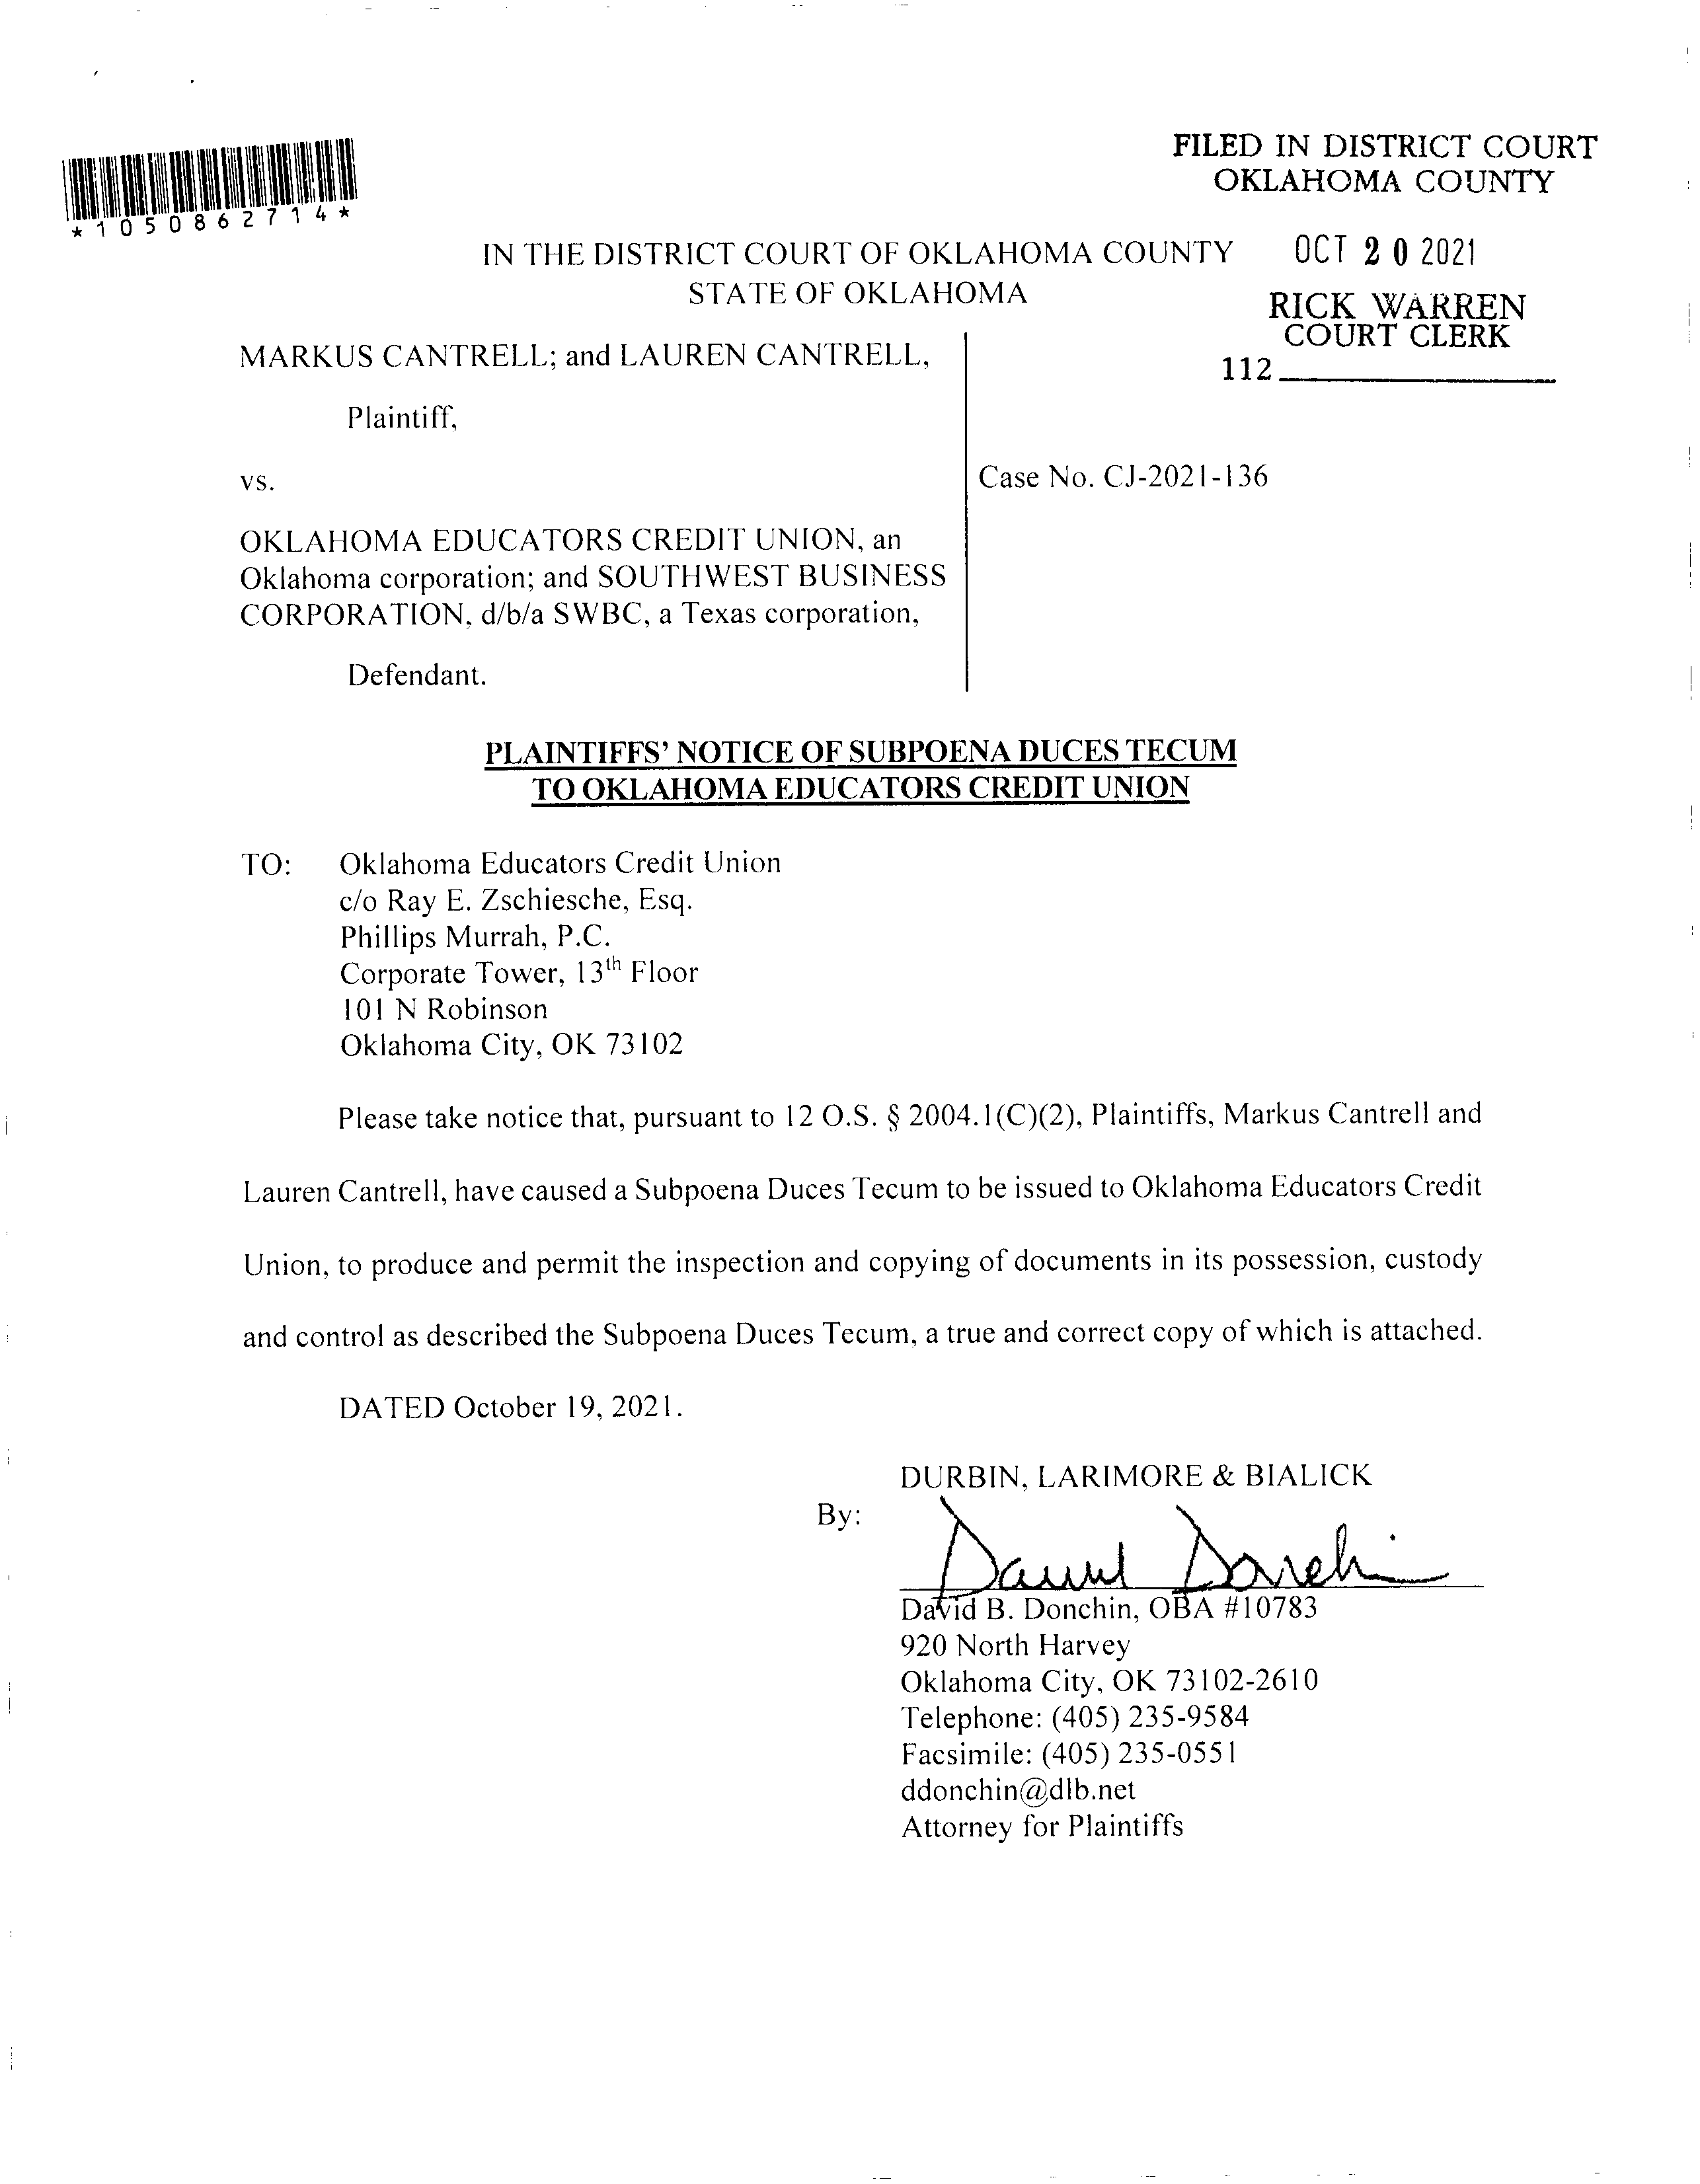 FILED IN DISTRICT COURT
OKLAHOMA COUNTY
*1050862714*
IN THE DISTRICT COURT OF OKLAHOMA COUNTY
OCT 20 2021
STATE OF OKLAHOMA
RICK WARREN
COURT CLERK
112
MARKUS CANTRELL; and LAUREN CANTRELL,
Plaintiff,
vs.
Case No. CJ-2021-136
OKLAHOMA EDUCATORS CREDIT UNION, an
Oklahoma corporation; and SOUTHWEST BUSINESS
CORPORATION, d/b/a SWBC, a Texas corporation,
Defendant.
PLAINTIFFS' NOTICE OF SUBPOENA DUCES TECUM
TO OKLAHOMA EDUCATORS CREDIT UNION
TO: Oklahoma Educators Credit Union
c/o Ray E. Zschiesche, Esq.
Phillips Murrah, P.C.
Corporate Tower, 13th Floor
101 N Robinson
Oklahoma City, OK 73102
Please take notice that, pursuant to 12 O.S. § 2004.1(C)(2), Plaintiffs, Markus Cantrell and
Lauren Cantrell, have caused a Subpoena Duces Tecum to be issued to Oklahoma Educators Credit
Union, to produce and permit the inspection and copying of documents in its possession, custody
and control as described the Subpoena Duces Tecum, a true and correct copy of which is attached.
DATED October 19, 2021.
DURBIN, LARIMORE & BIALICK
By:
David B. Donchin, OBA #10783
920 North Harvey
Oklahoma City, OK 73102-2610
Telephone: (405) 235-9584
Facsimile: (405) 235-0551
ddonchin@dlb.net
Attorney for Plaintiffs